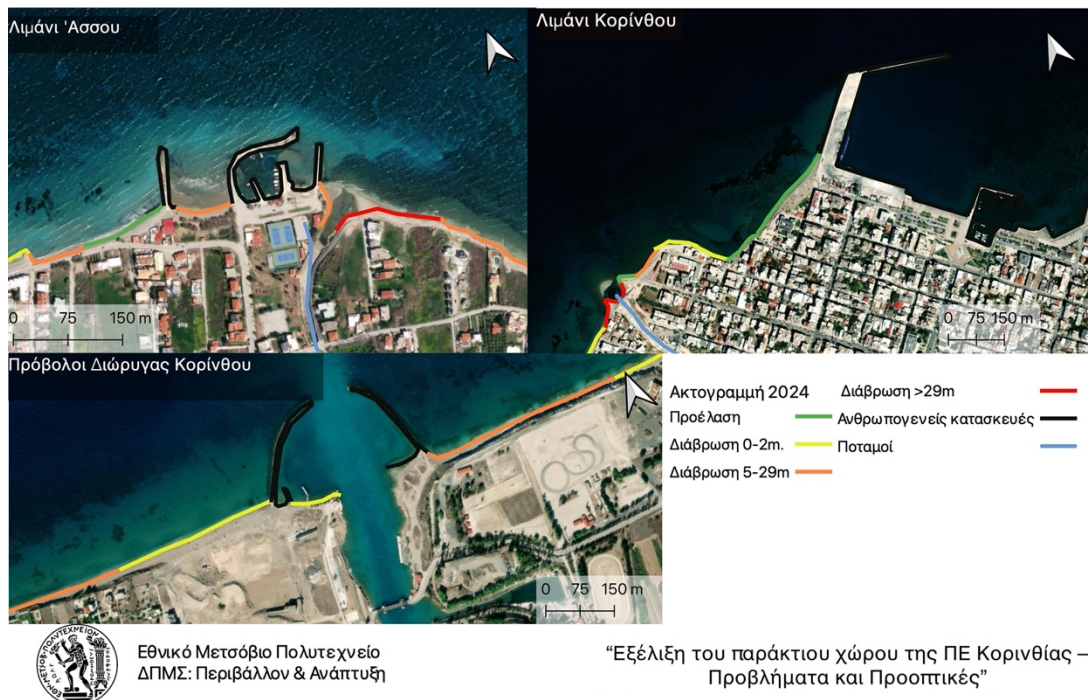 Λιμάνι 'Ασσου
Λιμάνι Κορίνθου
0 75 150 m
0 75 150 m
Πρόβολοι Διώρυγας Κορίνθου
0 75 150 m
Ακτογραμμή 2024
Προέλαση
Διάβρωση 0-2m.
Διάβρωση 5-29m
Διάβρωση >29m
Ανθρωπογενείς κατασκευές
Ποταμοί
Εθνικό Μετσόβιο Πολυτεχνείο
ΔΠΜΣ: Περιβάλλον & Ανάπτυξη
“Εξέλιξη του παράκτιου χώρου της ΠΕ Κορινθίας –
Προβλήματα και Προοπτικές”